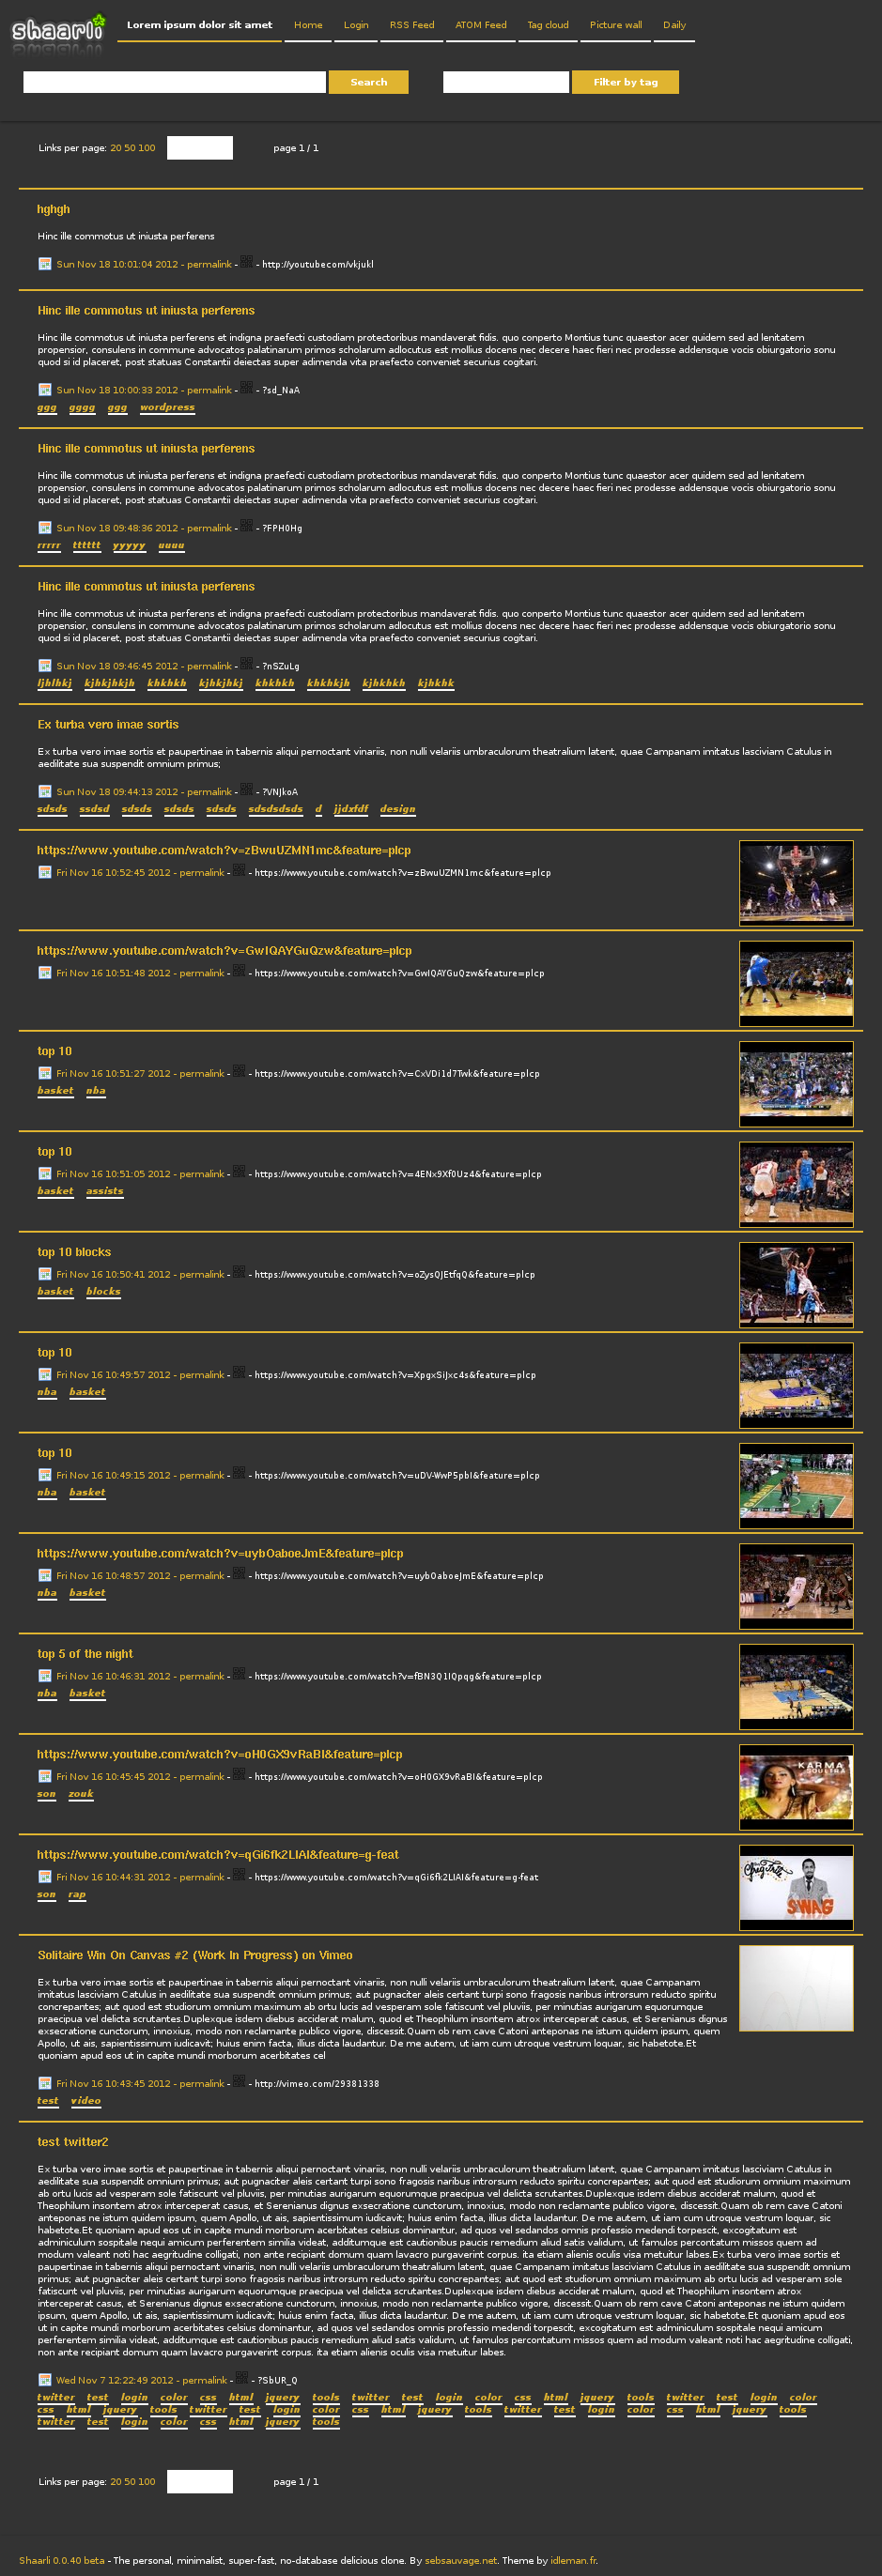 shaarli Lorem ipsum dolor sit amet Home Login RSS Feed ATOM Feed Tag cloud Picture wall Daily
Search Filter by tag
Links per page: 20 50 100 page 1 / 1
hghgh
Hinc ille commotus ut iniusta perferens
Sun Nov 18 10:01:04 2012 - permalink - - http://youtubecom/vkjukl
Hinc ille commotus ut iniusta perferens
Hinc ille commotus ut iniusta perferens et indigna praefecti custodiam protectoribus mandaverat fidis. quo conperto Montius tunc quaestor acer quidem sed ad lenitatem
propensior, consulens in commune advocatos palatinarum primos scholarum adlocutus est mollius docens nec decere haec fieri nec prodesse addensque vocis obiurgatorio sonu
quod si id placeret, post statuas Constantii deiectas super adimenda vita praefecto conveniet securius cogitari.
Sun Nov 18 10:00:33 2012 - permalink - - ?sd_NaA
ggg gggg ggg wordpress
Hinc ille commotus ut iniusta perferens
Hinc ille commotus ut iniusta perferens et indigna praefecti custodiam protectoribus mandaverat fidis. quo conperto Montius tunc quaestor acer quidem sed ad lenitatem
propensior, consulens in commune advocatos palatinarum primos scholarum adlocutus est mollius docens nec decere haec fieri nec prodesse addensque vocis obiurgatorio sonu
quod si id placeret, post statuas Constantii deiectas super adimenda vita praefecto conveniet securius cogitari.
Sun Nov 18 09:48:36 2012 - permalink - - ?FPH0Hg
rrrrr tttttt yyyyy uuuu
Hinc ille commotus ut iniusta perferens
Hinc ille commotus ut iniusta perferens et indigna praefecti custodiam protectoribus mandaverat fidis. quo conperto Montius tunc quaestor acer quidem sed ad lenitatem
propensior, consulens in commune advocatos palatinarum primos scholarum adlocutus est mollius docens nec decere haec fieri nec prodesse addensque vocis obiurgatorio sonu
quod si id placeret, post statuas Constantii deiectas super adimenda vita praefecto conveniet securius cogitari.
Sun Nov 18 09:46:45 2012 - permalink - - ?nSZuLg
ljhlhkj kjhkjhkjh khkhkh kjhkjhkj khkhkh khkhkjh kjhkhkh kjhkhk
Ex turba vero imae sortis
Ex turba vero imae sortis et paupertinae in tabernis aliqui pernoctant vinariis, non nulli velariis umbraculorum theatralium latent, quae Campanam imitatus lasciviam Catulus in
aedilitate sua suspendit omnium primus;
Sun Nov 18 09:44:13 2012 - permalink - - ?VNJkoA
sdsds ssdsd sdsds sdsds sdsds sdsdsdsds d jjdxfdf design
https://www.youtube.com/watch?v=zBwuUZMN1mc&feature=plcp
Fri Nov 16 10:52:45 2012 - permalink - - https://www.youtube.com/watch?v=zBwuUZMN1mc&feature=plcp
https://www.youtube.com/watch?v=GwIQAYGuQzw&feature=plcp
Fri Nov 16 10:51:48 2012 - permalink - - https://www.youtube.com/watch?v=GwIQAYGuQzw&feature=plcp
top 10
Fri Nov 16 10:51:27 2012 - permalink - - https://www.youtube.com/watch?v=CxVDi1d7Twk&feature=plcp
basket nba
top 10
Fri Nov 16 10:51:05 2012 - permalink - - https://www.youtube.com/watch?v=4ENx9Xf0Uz4&feature=plcp
basket assists
top 10 blocks
Fri Nov 16 10:50:41 2012 - permalink - - https://www.youtube.com/watch?v=oZysQJEtfqQ&feature=plcp
basket blocks
top 10
Fri Nov 16 10:49:57 2012 - permalink - - https://www.youtube.com/watch?v=XpgxSiJxc4s&feature=plcp
nba basket
top 10
Fri Nov 16 10:49:15 2012 - permalink - - https://www.youtube.com/watch?v=uDV-WwP5pbI&feature=plcp
nba basket
https://www.youtube.com/watch?v=uybOaboeJmE&feature=plcp
Fri Nov 16 10:48:57 2012 - permalink - - https://www.youtube.com/watch?v=uybOaboeJmE&feature=plcp
nba basket
top 5 of the night
Fri Nov 16 10:46:31 2012 - permalink - - https://www.youtube.com/watch?v=fBN3Q1IQpqg&feature=plcp
nba basket
https://www.youtube.com/watch?v=oH0GX9vRaBI&feature=plcp
Fri Nov 16 10:45:45 2012 - permalink - - https://www.youtube.com/watch?v=oH0GX9vRaBI&feature=plcp
son zouk
KARMA
SOULTRA
https://www.youtube.com/watch?v=qGi6fk2LIAI&feature=g-feat
Fri Nov 16 10:44:31 2012 - permalink - - https://www.youtube.com/watch?v=qGi6fk2LIAI&feature=g-feat
son rap
SWAG
Solitaire Win On Canvas #2 (Work In Progress) on Vimeo
Ex turba vero imae sortis et paupertinae in tabernis aliqui pernoctant vinariis, non nulli velariis umbraculorum theatralium latent, quae Campanam
imitatus lasciviam Catulus in aedilitate sua suspendit omnium primus; aut pugnaciter aleis certant turpi sono fragosis naribus introrsum reducto spiritu
concrepantes; aut quod est studiorum omnium maximum ab ortu lucis ad vesperam sole fatiscunt vel pluviis, per minutias aurigarum equorumque
praecipua vel delicta scrutantes.Duplexque isdem diebus acciderat malum, quod et Theophilum insontem atrox interceperat casus, et Serenianus dignus
exsecratione cunctorum, innoxius, modo non reclamante publico vigore, discessit.Quam ob rem cave Catoni anteponas ne istum quidem ipsum, quem
Apollo, ut ais, sapientissimum iudicavit; huius enim facta, illius dicta laudantur. De me autem, ut iam cum utroque vestrum loquar, sic habetote.Et
quoniam apud eos ut in capite mundi morborum acerbitates cel
Fri Nov 16 10:43:45 2012 - permalink - - http://vimeo.com/29381338
test video
test twitter2
Ex turba vero imae sortis et paupertinae in tabernis aliqui pernoctant vinariis, non nulli velariis umbraculorum theatralium latent, quae Campanam imitatus lasciviam Catulus in
aedilitate sua suspendit omnium primus; aut pugnaciter aleis certant turpi sono fragosis naribus introrsum reducto spiritu concrepantes; aut quod est studiorum omnium maximum
ab ortu lucis ad vesperam sole fatiscunt vel pluviis, per minutias aurigarum equorumque praecipua vel delicta scrutantes.Duplexque isdem diebus acciderat malum, quod et
Theophilum insontem atrox interceperat casus, et Serenianus dignus exsecratione cunctorum, innoxius, modo non reclamante publico vigore, discessit.Quam ob rem cave Catoni
anteponas ne istum quidem ipsum, quem Apollo, ut ais, sapientissimum iudicavit; huius enim facta, illius dicta laudantur. De me autem, ut iam cum utroque vestrum loquar, sic
habetote.Et quoniam apud eos ut in capite mundi morborum acerbitates celsius dominantur, ad quos vel sedandos omnis professio medendi torpescit, excogitatum est
adminiculum sospitale nequi amicum perferentem similia videat, additumque est cautionibus paucis remedium aliud satis validum, ut famulos percontatum missos quem ad
modum valeant noti hac aegritudine colligati, non ante recipiant domum quam lavacro purgaverint corpus. ita etiam alienis oculis visa metuitur labes.Ex turba vero imae sortis et
paupertinae in tabernis aliqui pernoctant vinariis, non nulli velariis umbraculorum theatralium latent, quae Campanam imitatus lasciviam Catulus in aedilitate sua suspendit omnium
primus; aut pugnaciter aleis certant turpi sono fragosis naribus introrsum reducto spiritu concrepantes; aut quod est studiorum omnium maximum ab ortu lucis ad vesperam sole
fatiscunt vel pluviis, per minutias aurigarum equorumque praecipua vel delicta scrutantes.Duplexque isdem diebus acciderat malum, quod et Theophilum insontem atrox
interceperat casus, et Serenianus dignus exsecratione cunctorum, innoxius, modo non reclamante publico vigore, discessit.Quam ob rem cave Catoni anteponas ne istum quidem
ipsum, quem Apollo, ut ais, sapientissimum iudicavit; huius enim facta, illius dicta laudantur. De me autem, ut iam cum utroque vestrum loquar, sic habetote.Et quoniam apud eos
ut in capite mundi morborum acerbitates celsius dominantur, ad quos vel sedandos omnis professio medendi torpescit, excogitatum est adminiculum sospitale nequi amicum
perferentem similia videat, additumque est cautionibus paucis remedium aliud satis validum, ut famulos percontatum missos quem ad modum valeant noti hac aegritudine colligati,
non ante recipiant domum quam lavacro purgaverint corpus. ita etiam alienis oculis visa metuitur labes.
Wed Nov 7 12:22:49 2012 - permalink - - ?SbUR_Q
twitter test login color css html jquery tools twitter test login color css html jquery tools twitter test login color
css html jquery tools twitter test login color css html jquery tools twitter test login color css html jquery tools
twitter test login color css html jquery tools
Links per page: 20 50 100 page 1 / 1
Shaarli 0.0.40 beta - The personal, minimalist, super-fast, no-database delicious clone. By sebsauvage.net. Theme by idleman.fr.